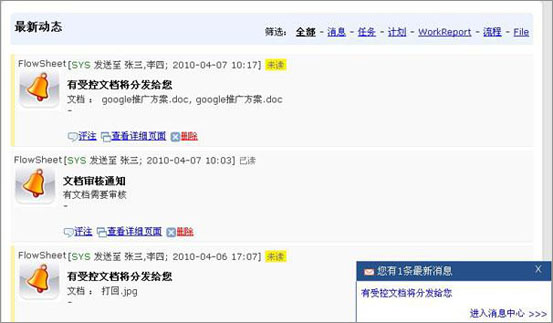 最新动态
筛选： 全部 - 消息 - 任务 - 计划 - WorkReport - 流程 - File
FlowSheet[SYS 发送至 张三,李四; 2010-04-07 10:17] 未读
有受控文档将分发给您
文档 ： google推广方案.doc, google推广方案.doc
-
评注 查看详细页面 删除
FlowSheet[SYS 发送至 张三; 2010-04-07 10:03] 已读
文档审核通知
有文档需要审核
-
评注 查看详细页面 删除
FlowSheet[SYS 发送至 张三,李四; 2010-04-06 17:07] 未读
有受控文档将分发给您
文档 ： 打回.jpg
-
您有1条最新消息 X
有受控文档将分发给您
进入消息中心 >>>